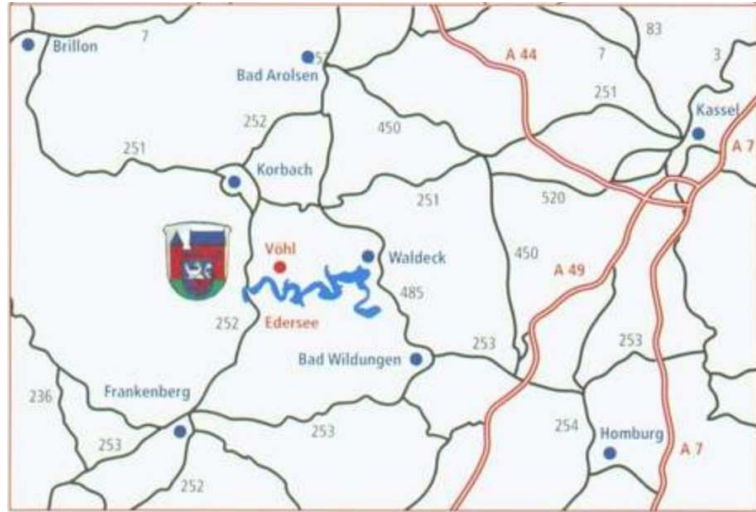 7
83
Brillon
A 44
7
3
57
Bad Arolsen
251
252
450
Kassel
251
A 7
Korbach
251
520
Vöhl
Waldeck
450
A 49
485
252
Edersee
253
253
Bad Wildungen
236
Frankenberg
254
253
253
Homburg
A 7
252